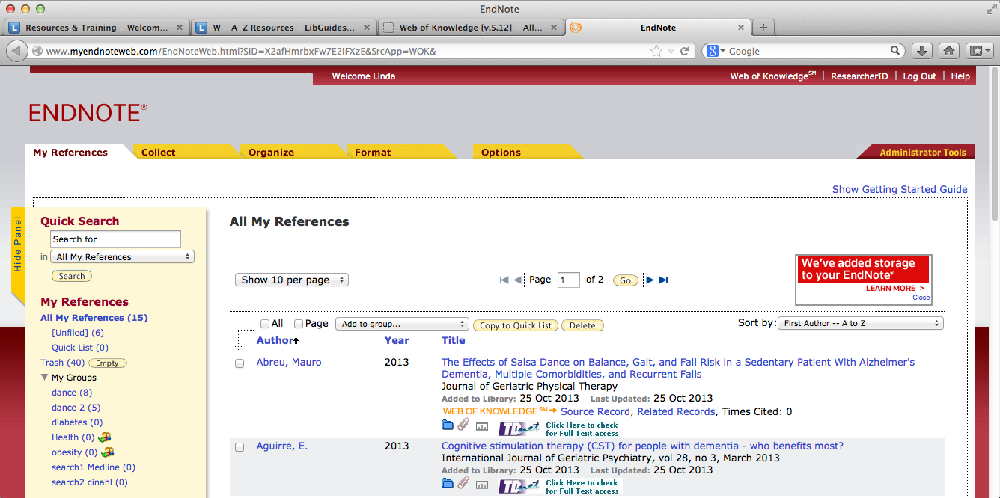 EndNote
Resources & Training – Welcom...
W – A–Z Resources – LibGuides...
Web of Knowledge [v.5.12] – All...
EndNote
www.myendnoteweb.com/EndNoteWeb.html?SID=X2afHmrbxFw7E2IFXzE&SrcApp=WOK&
Google
Welcome Linda
Web of Knowledge℠ | ResearcherID | Log Out | Help
ENDNOTE®
My References
Collect
Organize
Format
Options
Administrator Tools
Show Getting Started Guide
Hide Panel
Quick Search
Search for
in All My References
Search
My References
All My References (15)
[Unfiled] (6)
Quick List (0)
Trash (40) Empty
My Groups
dance (8)
dance 2 (5)
diabetes (0)
Health (0)
obesity (0)
search1 Medline (0)
search2 cinahl (0)
All My References
Show 10 per page
Page 1 of 2 Go
We've added storage
to your EndNote®
LEARN MORE >
Close
All Page Add to group... Copy to Quick List Delete
Sort by: First Author -- A to Z
Author Year Title
Abreu, Mauro 2013 The Effects of Salsa Dance on Balance, Gait, and Fall Risk in a Sedentary Patient With Alzheimer's
Dementia, Multiple Comorbidities, and Recurrent Falls
Journal of Geriatric Physical Therapy
Added to Library: 25 Oct 2013 Last Updated: 25 Oct 2013
WEB OF KNOWLEDGE℠ Source Record, Related Records, Times Cited: 0
TDnet Click Here to check
for Full Text access
Aguirre, E. 2013 Cognitive stimulation therapy (CST) for people with dementia - who benefits most?
International Journal of Geriatric Psychiatry, vol 28, no 3, March 2013
Added to Library: 25 Oct 2013 Last Updated: 25 Oct 2013
TDnet Click Here to check
for Full Text access